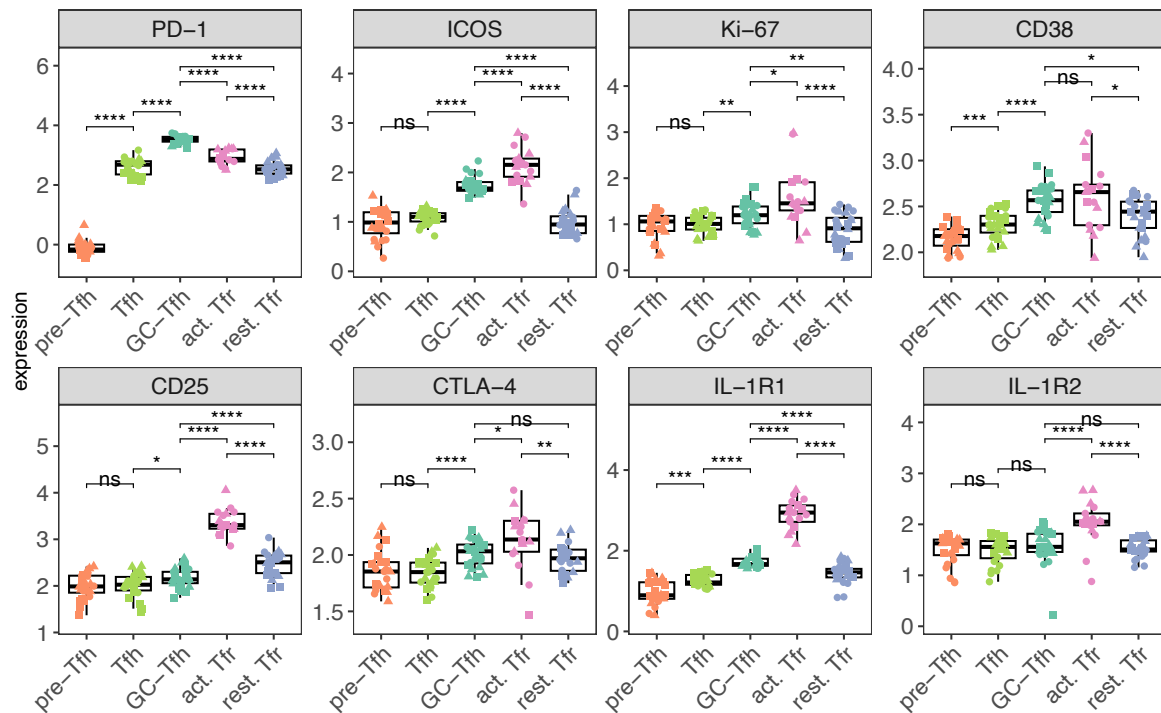 PD−1
ICOS
Ki−67
CD38
6
4
2
0
****
****
****
****
****
4
3
2
1
0
ns
****
****
****
****
4
3
2
1
0
ns
**
*
**
****
4.0
3.5
3.0
2.5
2.0
***
****
ns
*
*
pre−Tfh
Tfh
GC−Tfh
act. Tfr
rest. Tfr
pre−Tfh
Tfh
GC−Tfh
act. Tfr
rest. Tfr
pre−Tfh
Tfh
GC−Tfh
act. Tfr
rest. Tfr
pre−Tfh
Tfh
GC−Tfh
act. Tfr
rest. Tfr
expression
CD25
CTLA−4
IL−1R1
IL−1R2
5
4
3
2
1
ns
*
****
****
****
3.0
2.5
2.0
1.5
ns
****
*
ns
**
4
2
0
***
****
****
****
****
4
3
2
1
0
ns
ns
****
ns
****
pre−Tfh
Tfh
GC−Tfh
act. Tfr
rest. Tfr
pre−Tfh
Tfh
GC−Tfh
act. Tfr
rest. Tfr
pre−Tfh
Tfh
GC−Tfh
act. Tfr
rest. Tfr
pre−Tfh
Tfh
GC−Tfh
act. Tfr
rest. Tfr